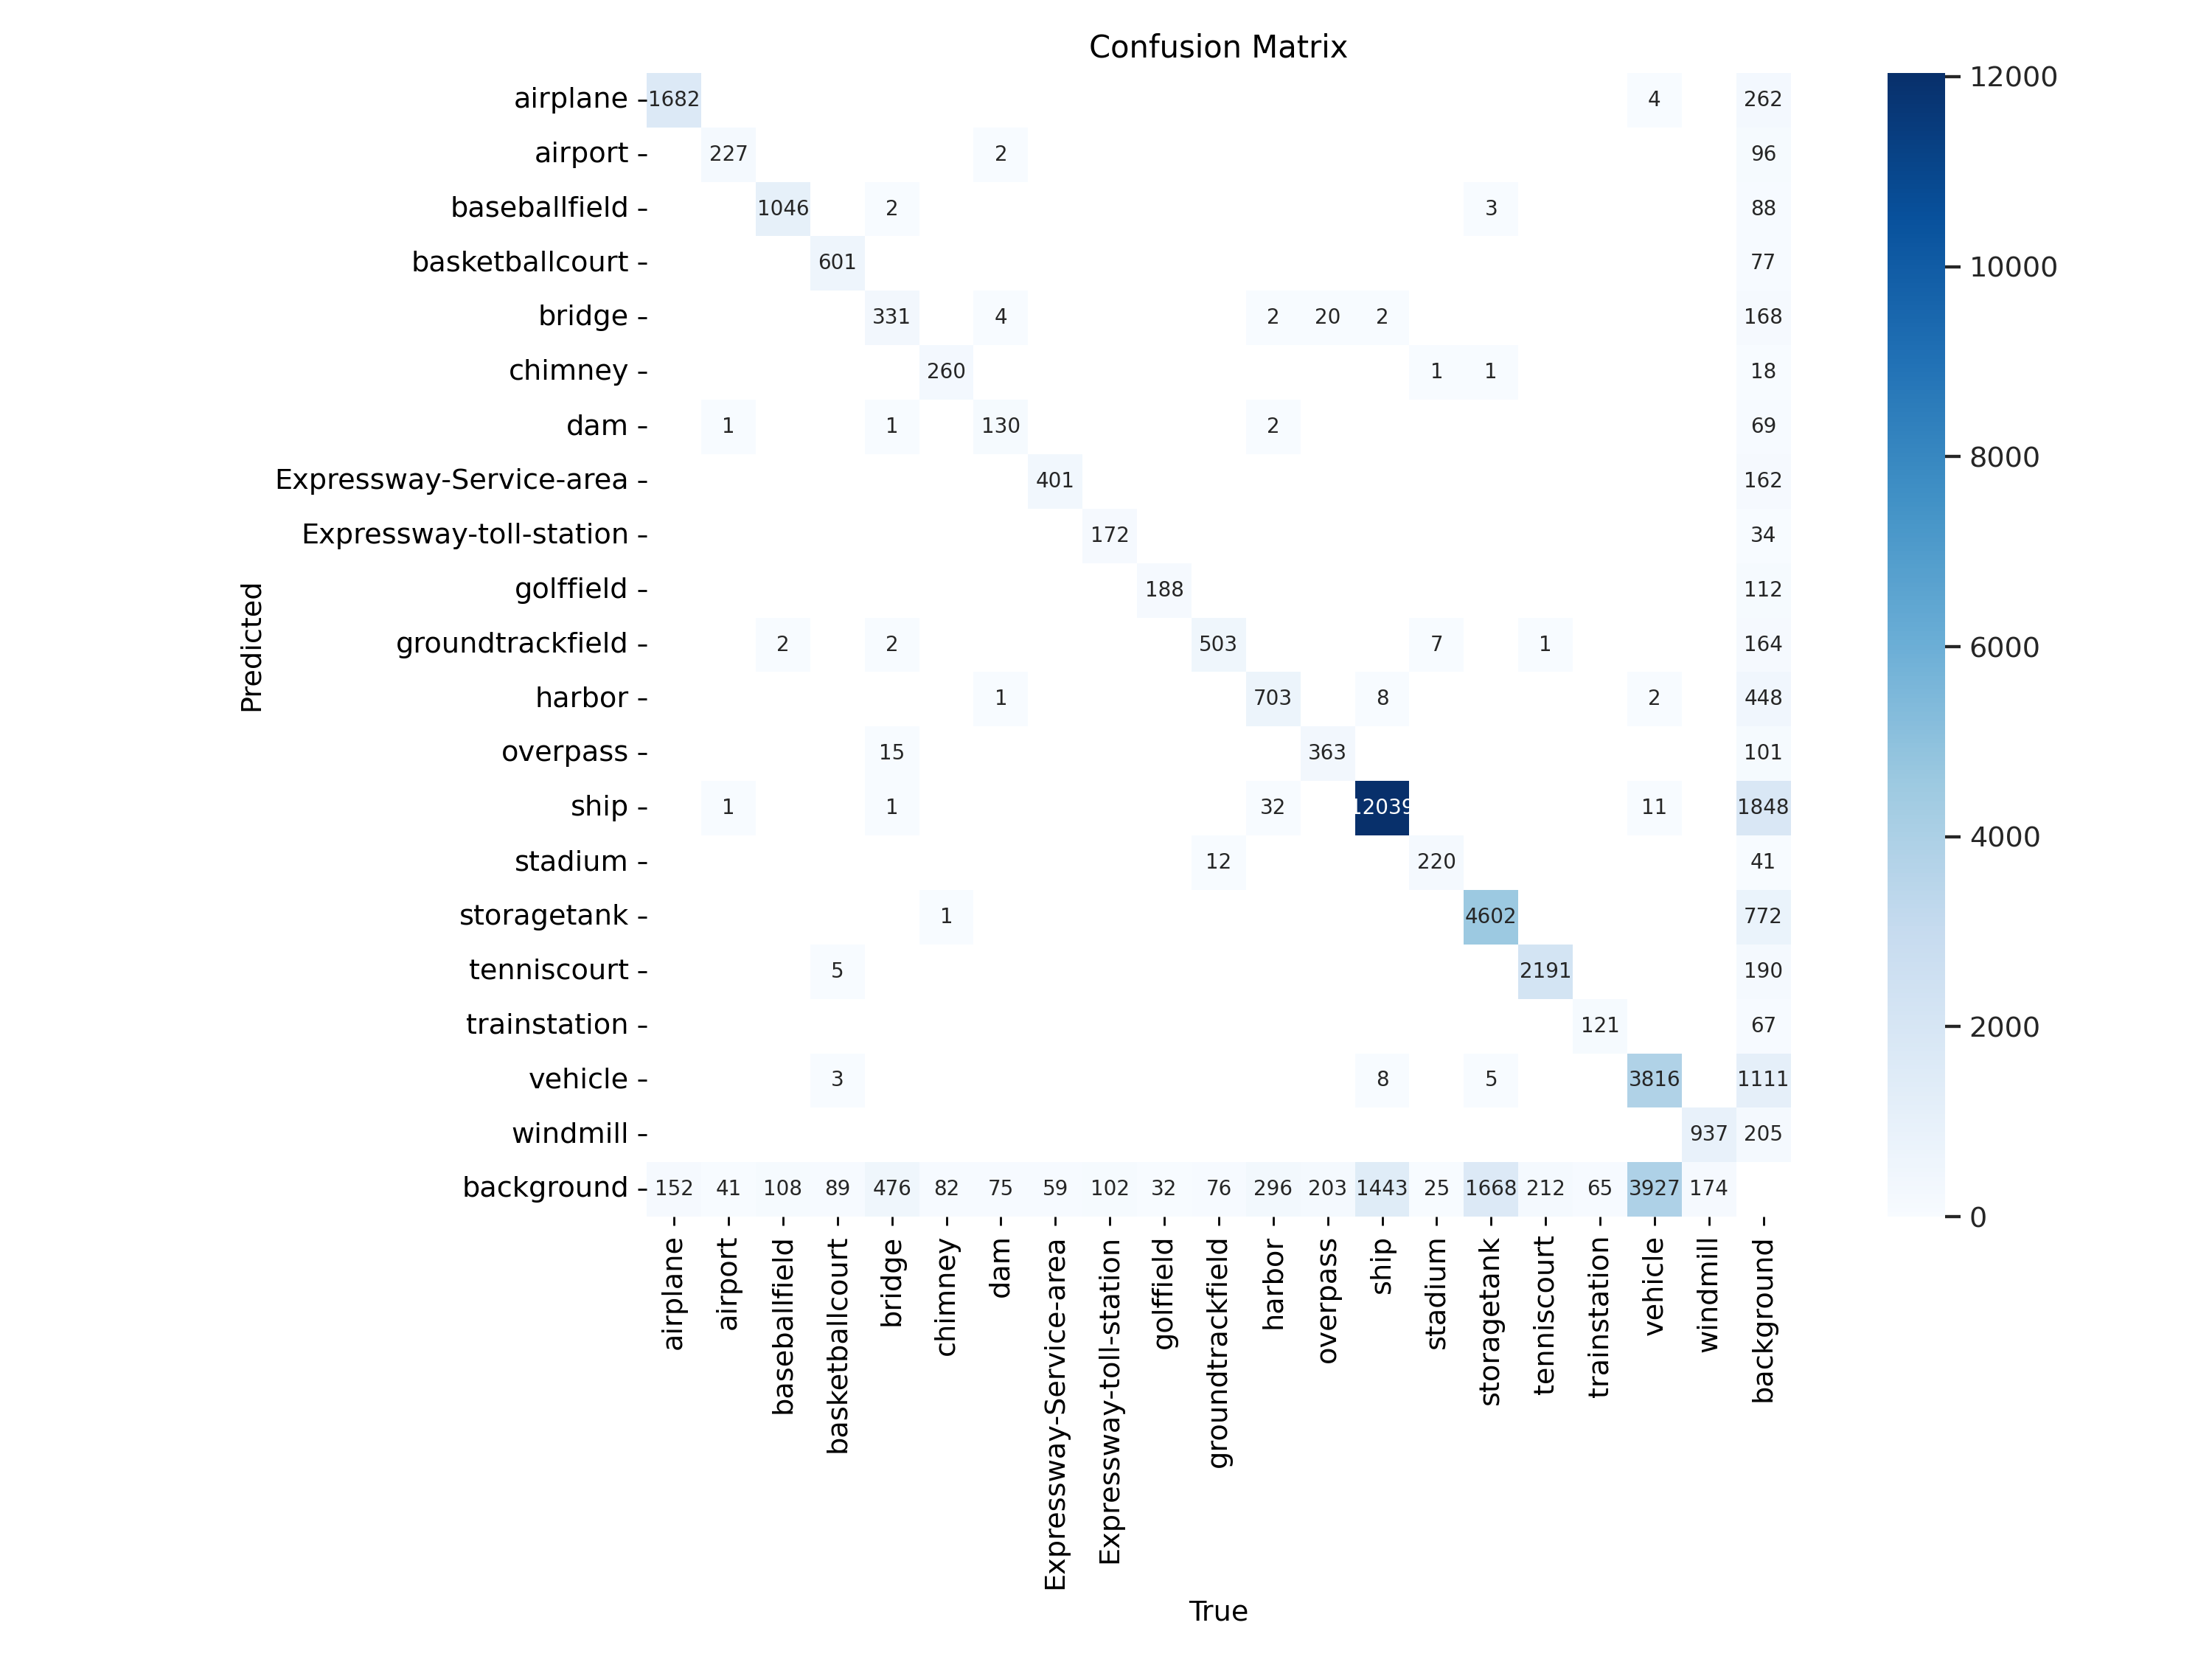 Confusion Matrix
airplane 1682 4 262
airport 227 2 96
baseballfield 1046 2 3 88
basketballcourt 601 77
bridge 331 4 2 20 2 168
chimney 260 1 1 18
dam 1 1 130 2 69
Expressway-Service-area 401 162
Expressway-toll-station 172 34
golffield 188 112
groundtrackfield 2 2 503 7 1 164
harbor 1 703 8 2 448
overpass 15 363 101
ship 1 1 32 12039 11 1848
stadium 12 220 41
storagetank 1 4602 772
tenniscourt 5 2191 190
trainstation 121 67
vehicle 3 8 5 3816 1111
windmill 937 205
background 152 41 108 89 476 82 75 59 102 32 76 296 203 1443 25 1668 212 65 3927 174
airplane
airport
baseballfield
basketballcourt
bridge
chimney
dam
Expressway-Service-area
Expressway-toll-station
golffield
groundtrackfield
harbor
overpass
ship
stadium
storagetank
tenniscourt
trainstation
vehicle
windmill
background
True
Predicted
12000
10000
8000
6000
4000
2000
0